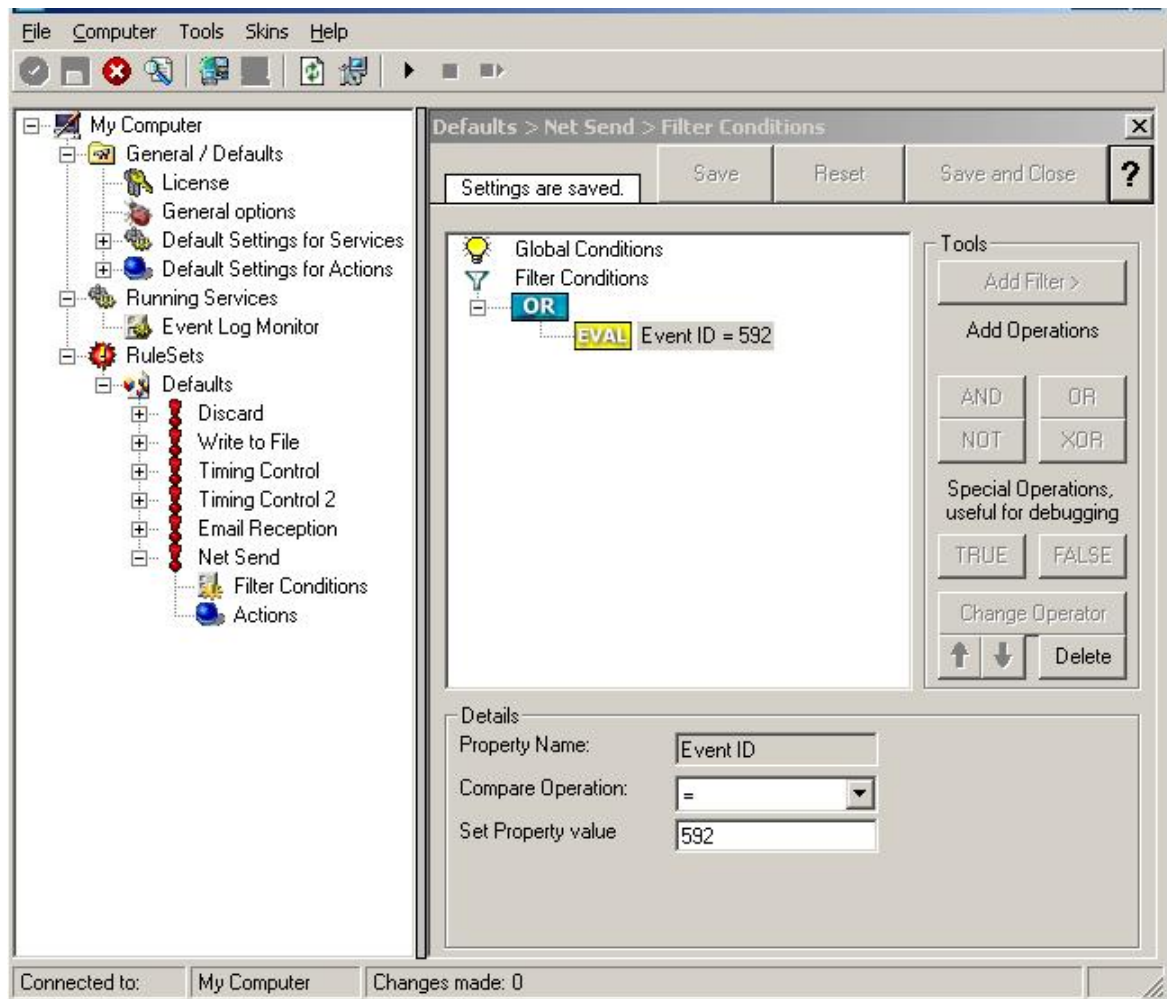 File Computer Tools Skins Help
My Computer
General / Defaults
License
General options
Default Settings for Services
Default Settings for Actions
Running Services
Event Log Monitor
RuleSets
Defaults
Discard
Write to File
Timing Control
Timing Control 2
Email Reception
Net Send
Filter Conditions
Actions
Defaults > Net Send > Filter Conditions
Settings are saved.
Save
Reset
Save and Close
?
Global Conditions
Filter Conditions
OR
EVAL Event ID = 592
Tools
Add Filter >
Add Operations
AND OR
NOT XOR
Special Operations,
useful for debugging
TRUE FALSE
Change Operator
Delete
Details
Property Name: Event ID
Compare Operation: =
Set Property value 592
Connected to: My Computer Changes made: 0